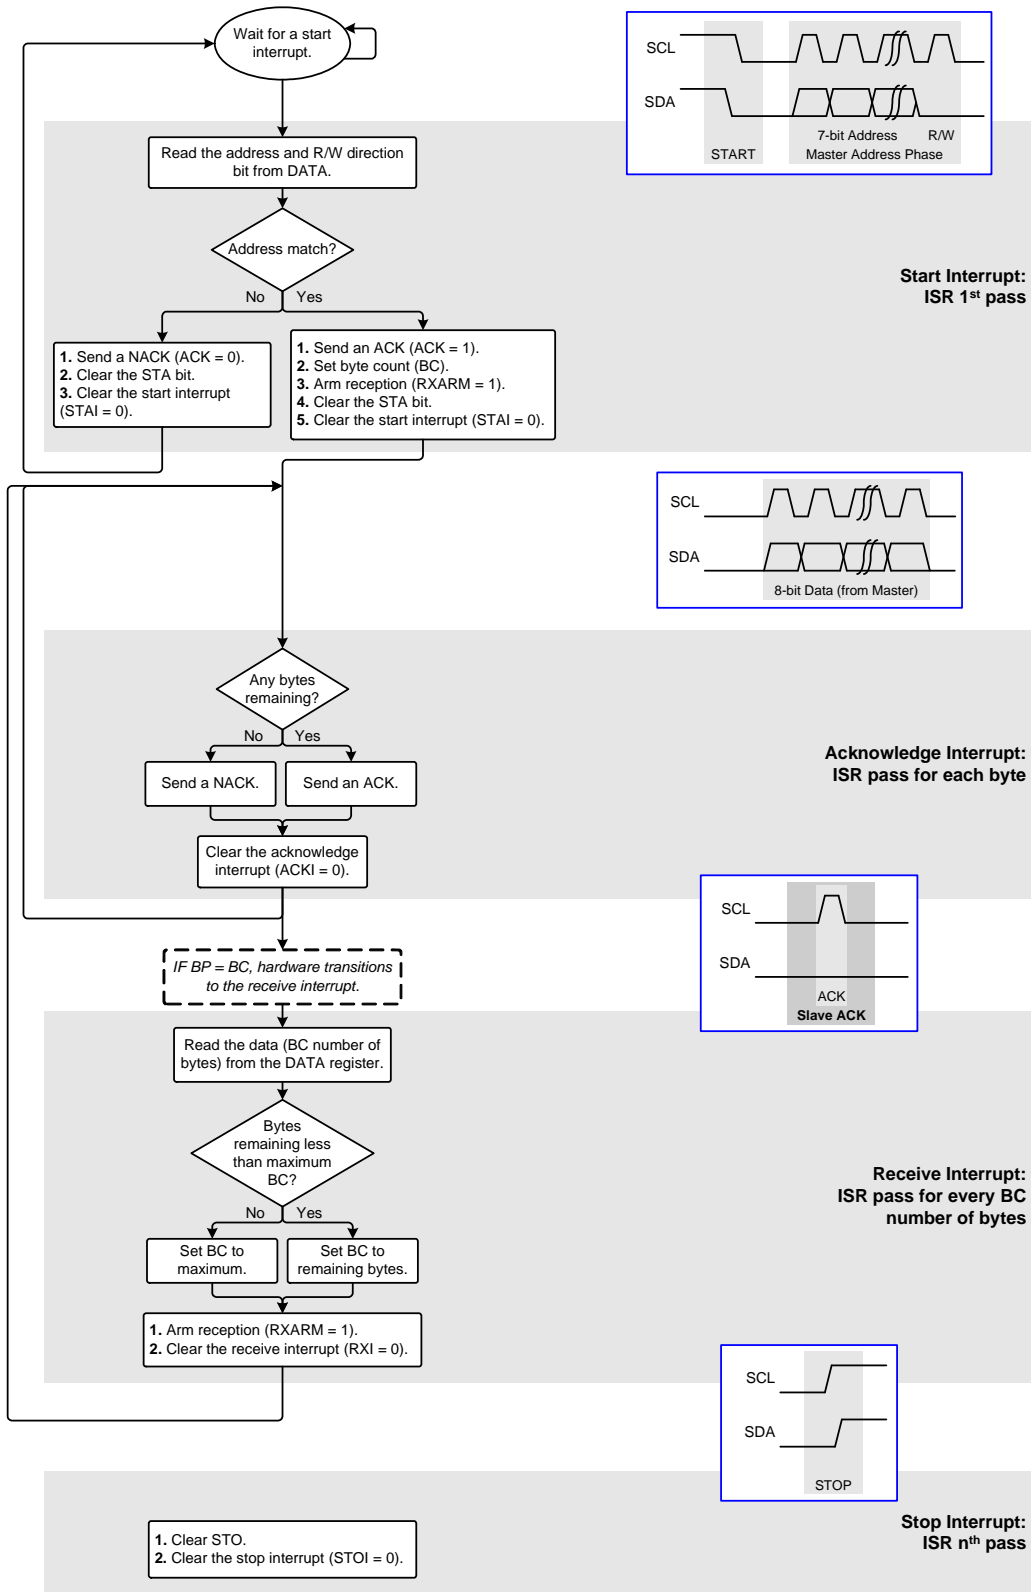 Wait for a start
interrupt.
SCL
SDA
7-bit Address R/W
START Master Address Phase
Read the address and R/W direction
bit from DATA.
Address match?
No Yes
Start Interrupt:
ISR 1st pass
1. Send a NACK (ACK = 0).
2. Clear the STA bit.
3. Clear the start interrupt
(STAI = 0).
1. Send an ACK (ACK = 1).
2. Set byte count (BC).
3. Arm reception (RXARM = 1).
4. Clear the STA bit.
5. Clear the start interrupt (STAI = 0).
SCL
SDA
8-bit Data (from Master)
Any bytes
remaining?
No Yes
Send a NACK.
Send an ACK.
Acknowledge Interrupt:
ISR pass for each byte
Clear the acknowledge
interrupt (ACKI = 0).
SCL
SDA
ACK
Slave ACK
IF BP = BC, hardware transitions
to the receive interrupt.
Read the data (BC number of
bytes) from the DATA register.
Bytes
remaining less
than maximum
BC?
No Yes
Receive Interrupt:
ISR pass for every BC
number of bytes
Set BC to
maximum.
Set BC to
remaining bytes.
1. Arm reception (RXARM = 1).
2. Clear the receive interrupt (RXI = 0).
SCL
SDA
STOP
Stop Interrupt:
ISR nth pass
1. Clear STO.
2. Clear the stop interrupt (STOI = 0).